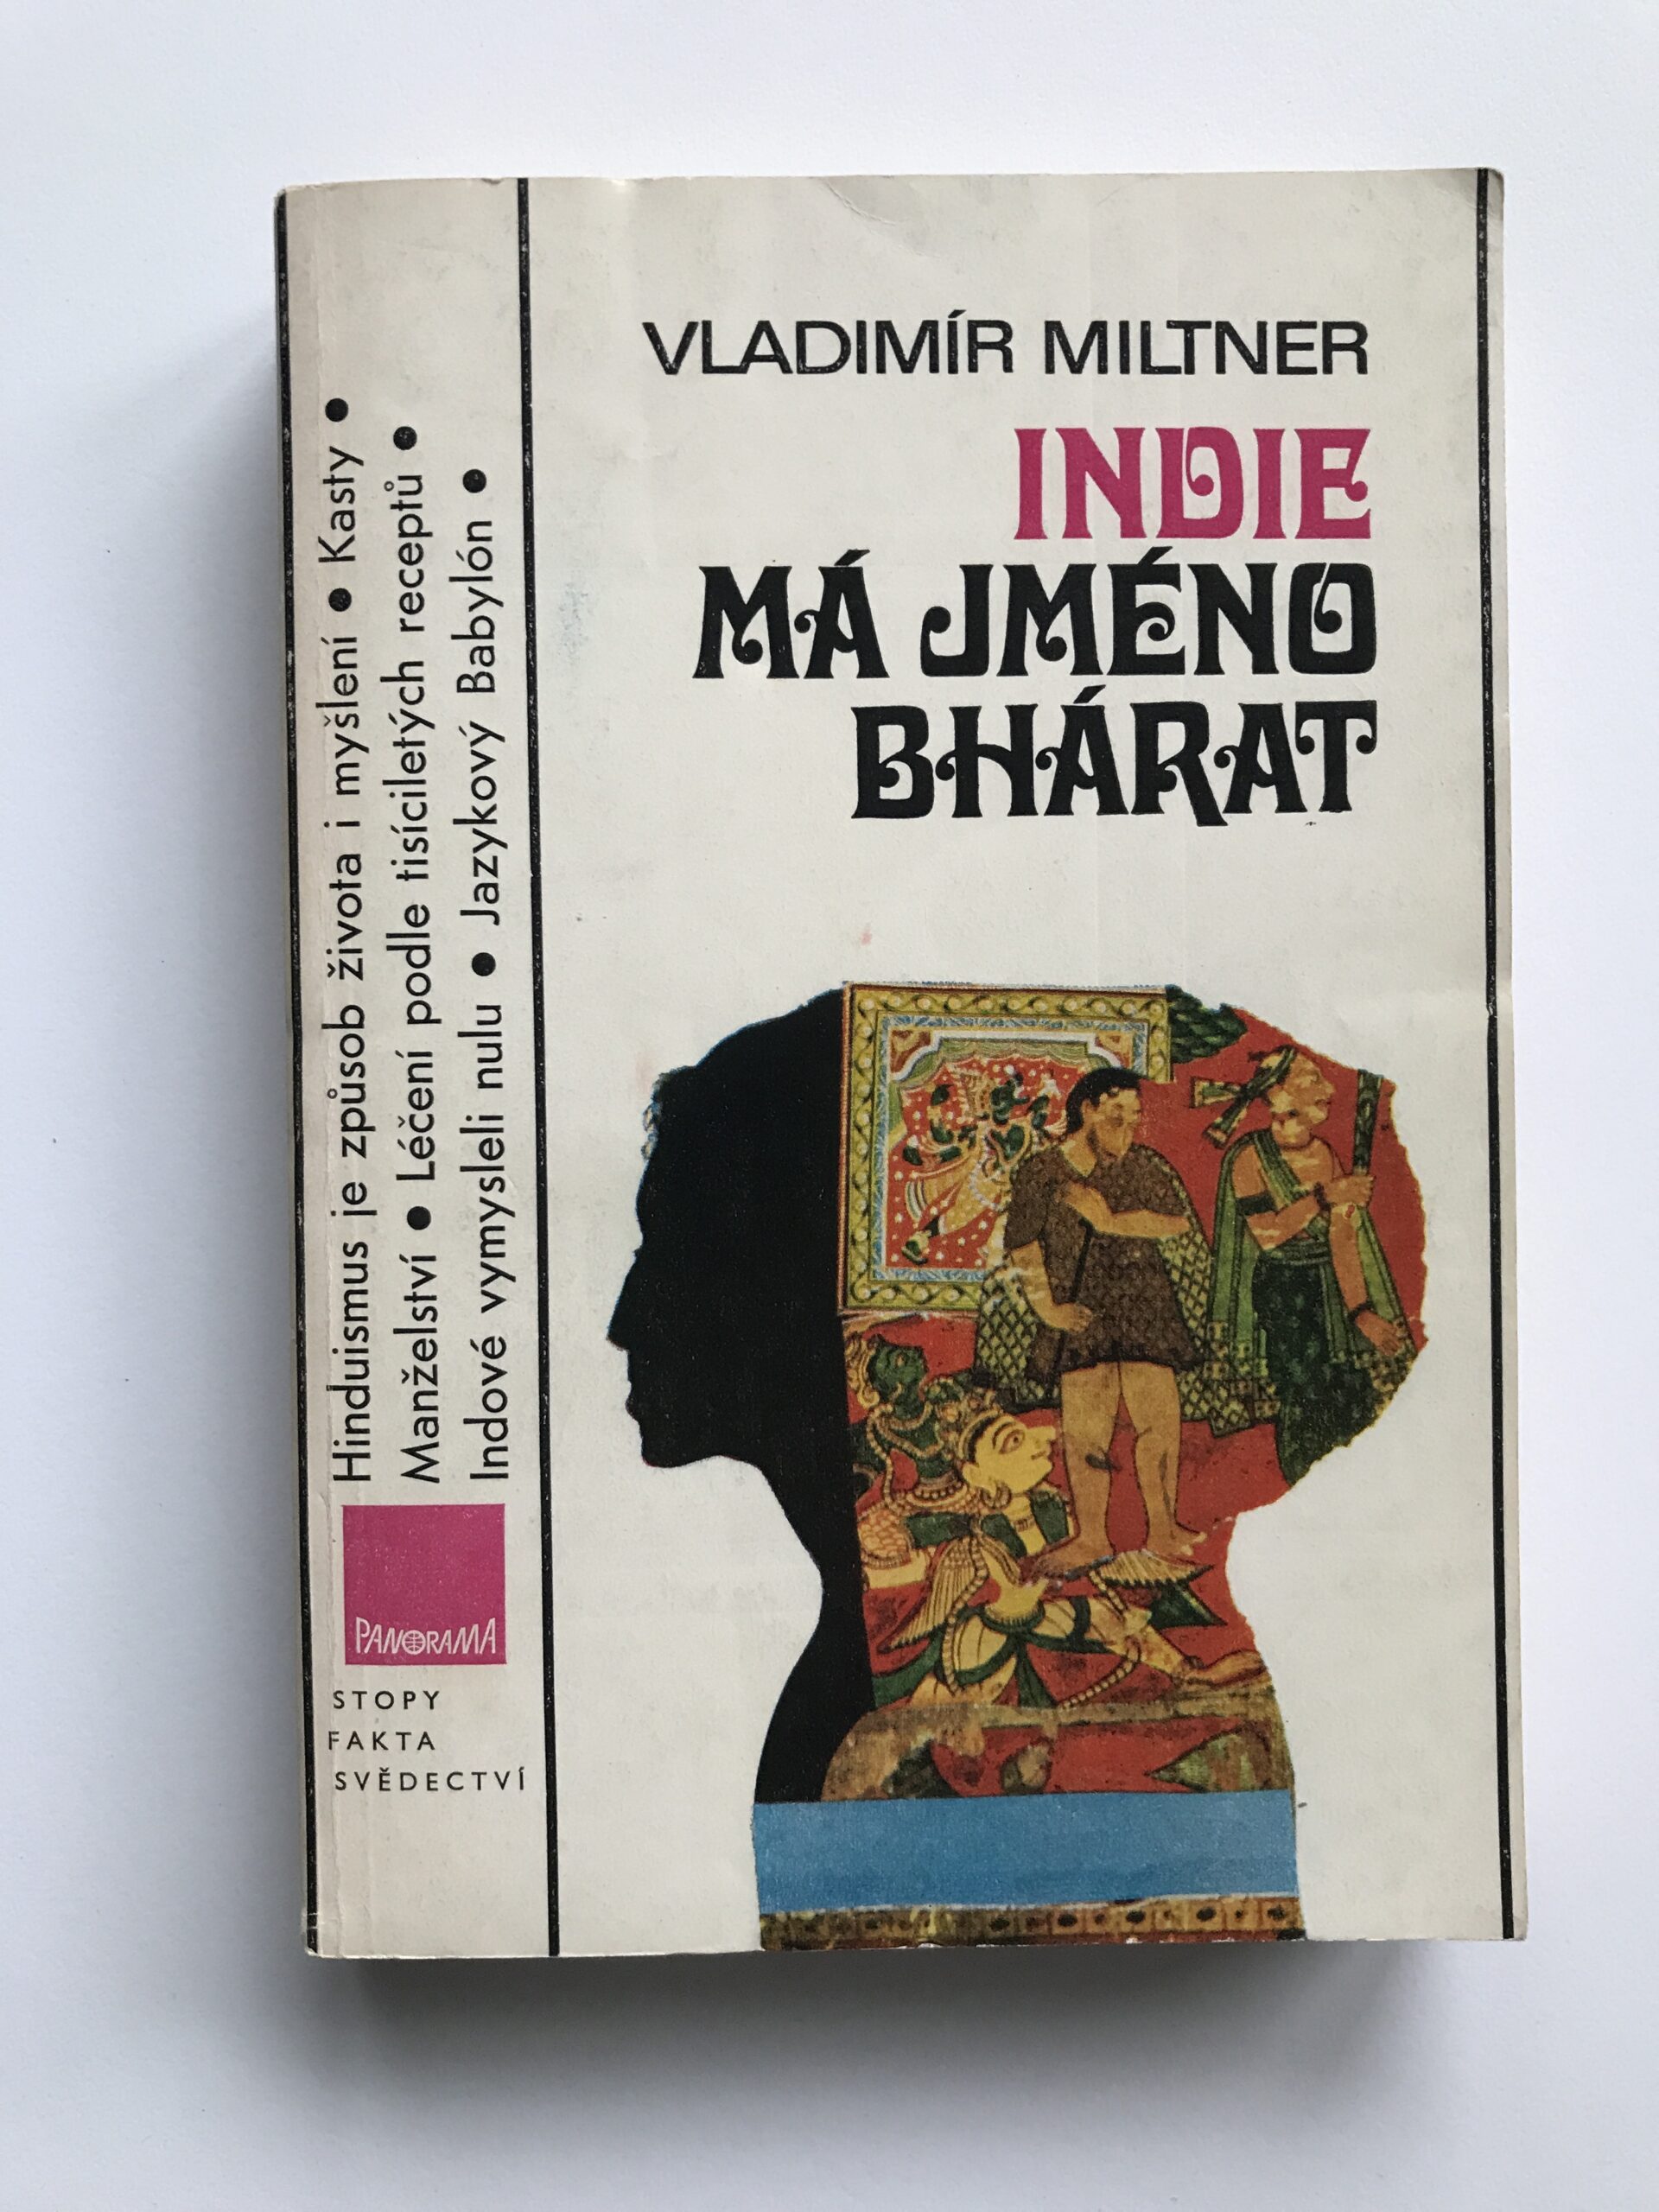 VLADIMÍR MILTNER
INDIE
MÁ JMÉNO
BHÁRAT
Hinduismus je způsob života i myšlení ● Kasty ●
Manželství ● Léčení podle tisíciletých receptů ●
Indové vymysleli nulu ● Jazykový Babylón ●
PANORAMA
STOPY
FAKTA
SVĚDECTVÍ